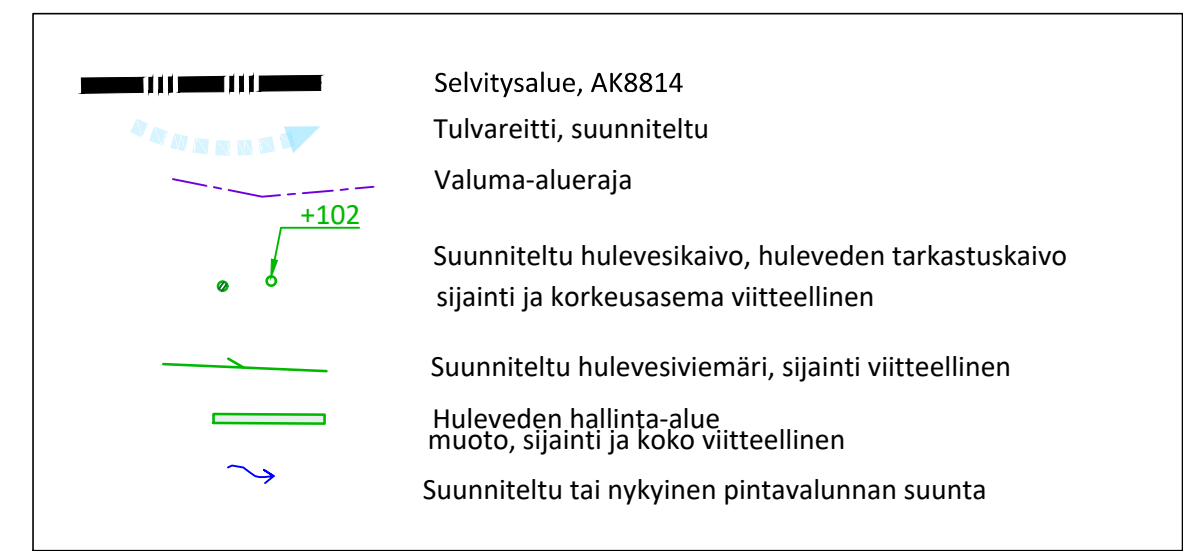 Selvitysalue, AK8814
Tulvareitti, suunniteltu
Valuma-alueraja
+102
Suunniteltu hulevesikaivo, huleveden tarkastuskaivo
sijainti ja korkeusasema viitteellinen
Suunniteltu hulevesiviemäri, sijainti viitteellinen
Huleveden hallinta-alue
muoto, sijainti ja koko viitteellinen
Suunniteltu tai nykyinen pintavalunnan suunta